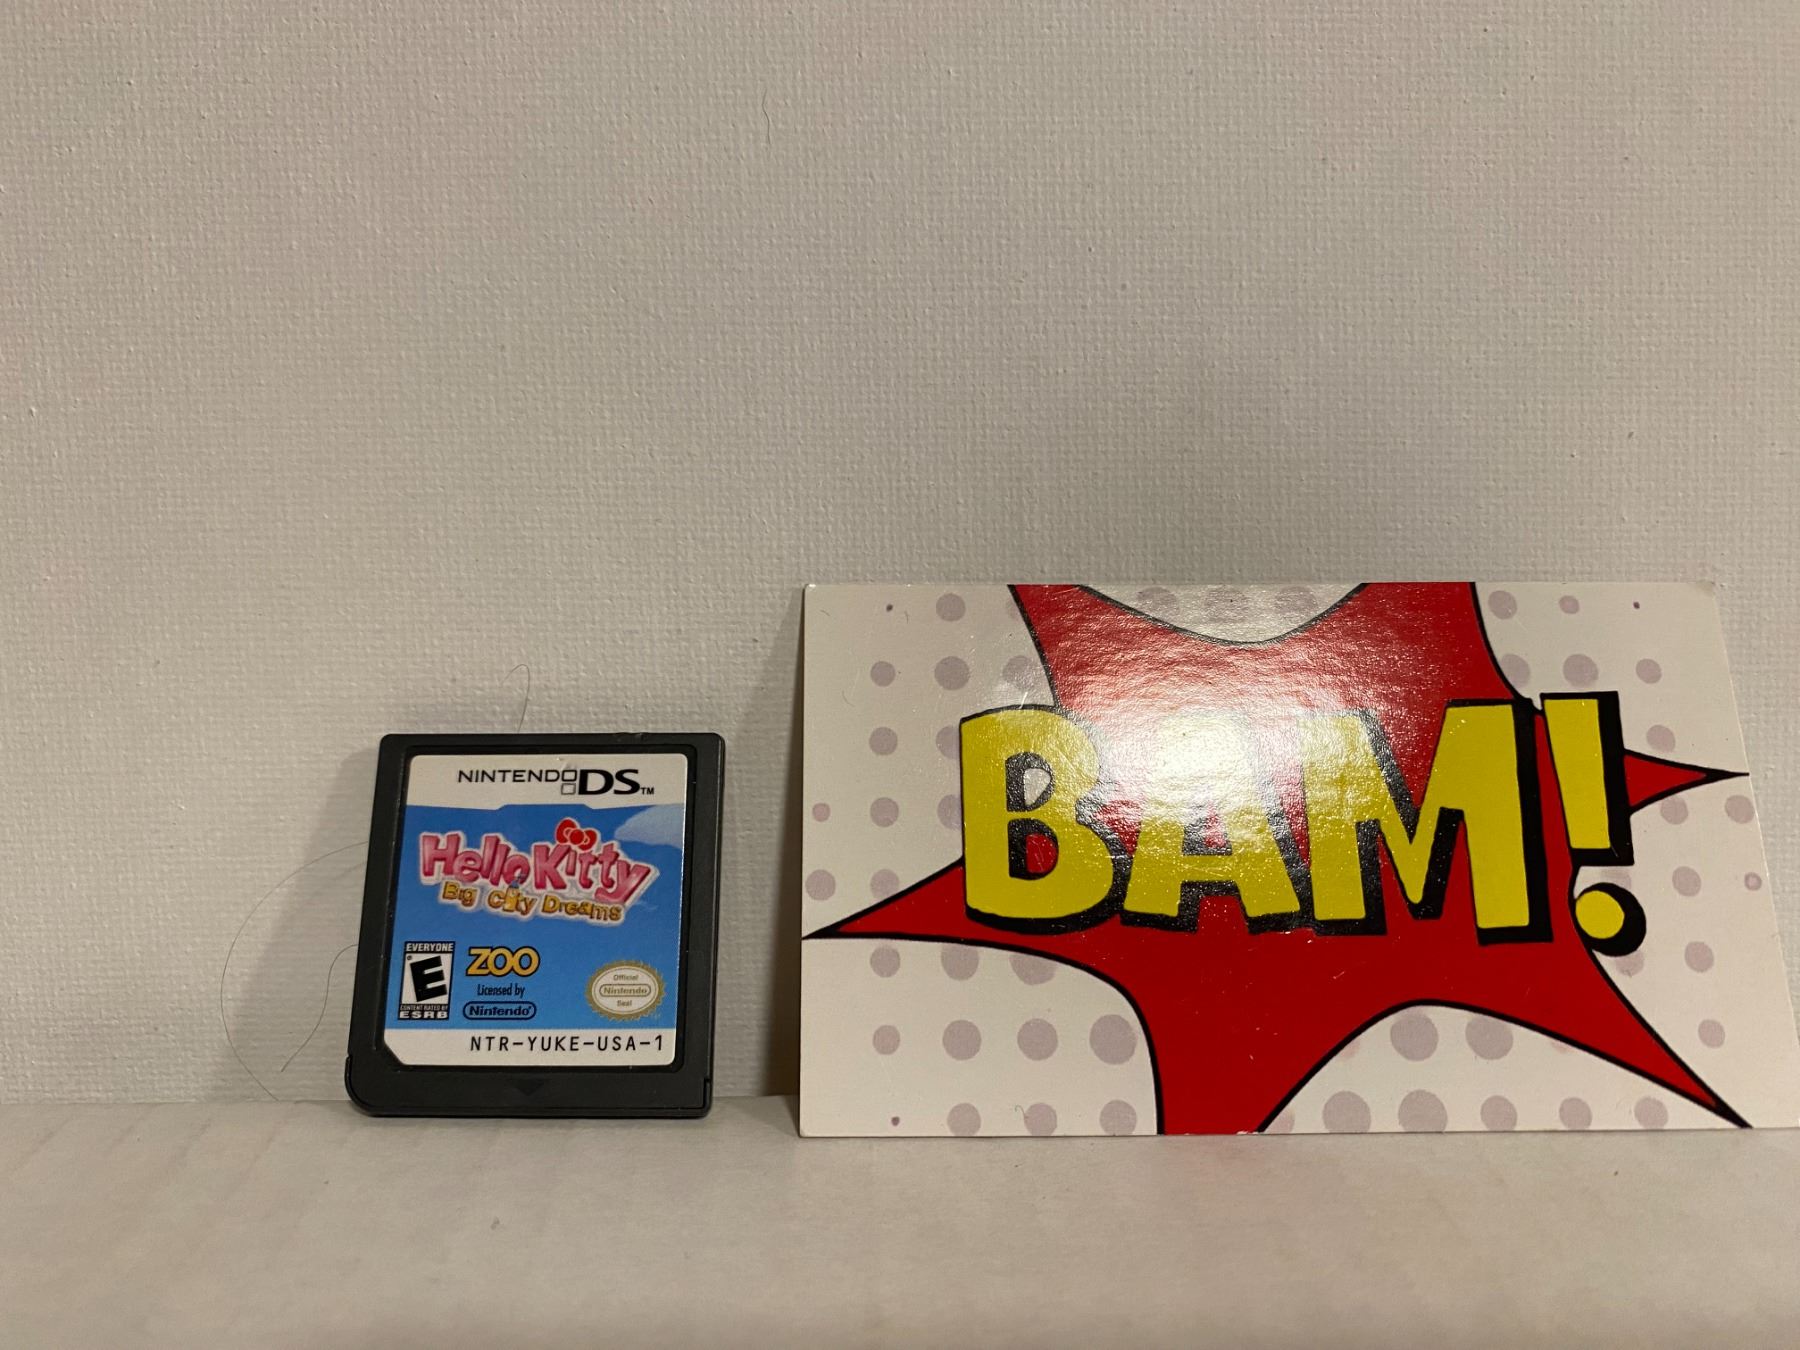 NINTENDO DS™
Hello Kitty
Big City Dreams
EVERYONE
E
CONTENT RATED BY
ESRB
ZOO
Licensed by
Nintendo®
Official
Nintendo
Seal
NTR-YUKE-USA-1
BAM!